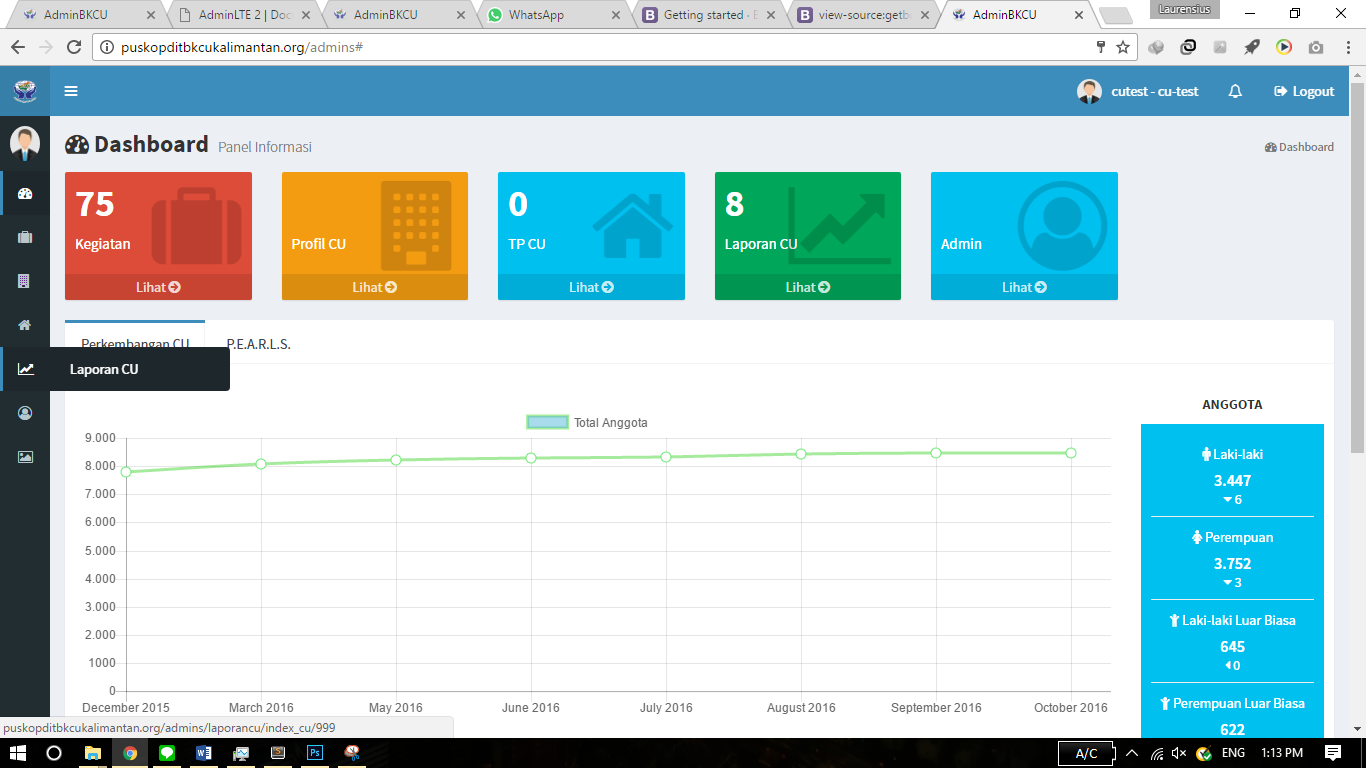 AdminBKCU
AdminLTE 2 | Doc
AdminBKCU
WhatsApp
Getting started · B
view-source:getb
AdminBKCU
Laurensius
puskopditbkcukalimantan.org/admins#
cutest - cu-test
Logout
Dashboard Panel Informasi
Dashboard
75
Kegiatan
Lihat
Profil CU
Lihat
0
TP CU
Lihat
8
Laporan CU
Lihat
Admin
Lihat
Perkembangan CU
P.E.A.R.L.S.
Laporan CU
Total Anggota
9.000
8.000
7.000
6.000
5.000
4.000
3.000
2.000
1000
0
December 2015
March 2016
May 2016
June 2016
July 2016
August 2016
September 2016
October 2016
ANGGOTA
Laki-laki
3.447
6
Perempuan
3.752
3
Laki-laki Luar Biasa
645
0
Perempuan Luar Biasa
622
puskopditbkcukalimantan.org/admins/laporancu/index_cu/999
A/C
ENG
1:13 PM